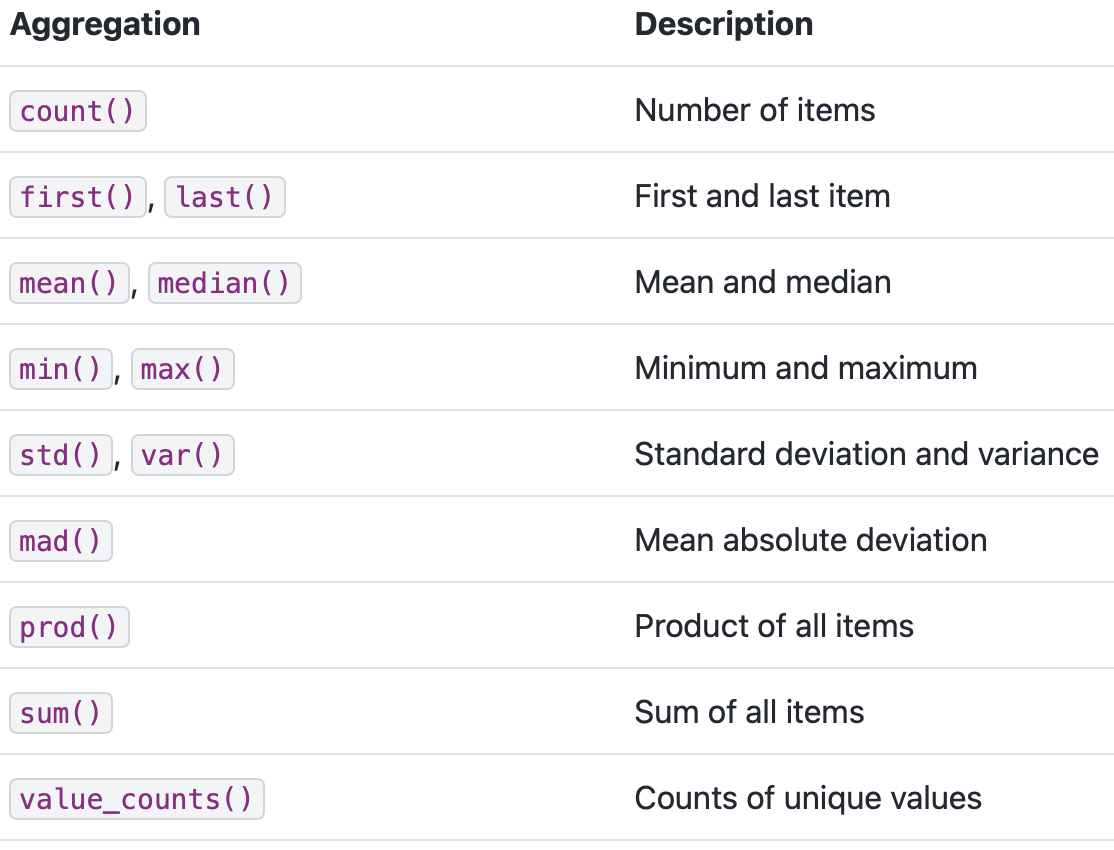 Aggregation Description
count() Number of items
first(), last() First and last item
mean(), median() Mean and median
min(), max() Minimum and maximum
std(), var() Standard deviation and variance
mad() Mean absolute deviation
prod() Product of all items
sum() Sum of all items
value_counts() Counts of unique values